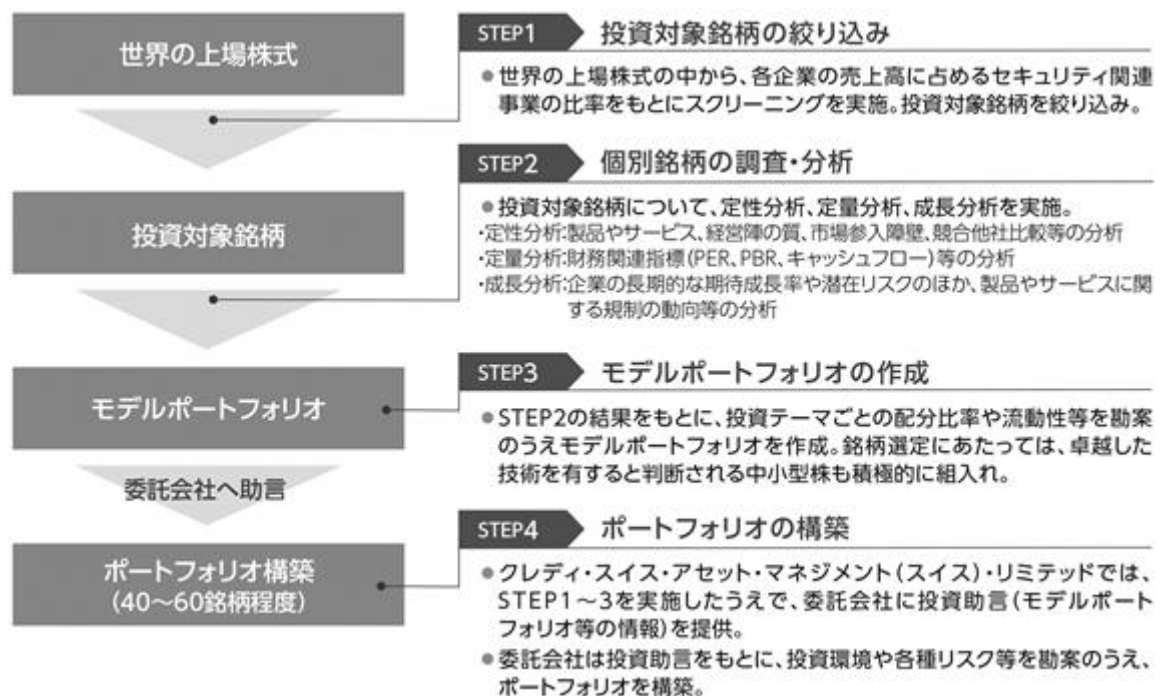 世界の上場株式
STEP1 投資対象銘柄の絞り込み
●世界の上場株式の中から、各企業の売上高に占めるセキュリティ関連
事業の比率をもとにスクリーニングを実施。投資対象銘柄を絞り込み。
投資対象銘柄
STEP2 個別銘柄の調査・分析
●投資対象銘柄について、定性分析、定量分析、成長分析を実施。
・定性分析:製品やサービス、経営陣の質、市場参入障壁、競合他社比較等の分析
・定量分析:財務関連指標(PER、PBR、キャッシュフロー)等の分析
・成長分析:企業の長期的な期待成長率や潜在リスクのほか、製品やサービスに関
する規制の動向等の分析
モデルポートフォリオ
STEP3 モデルポートフォリオの作成
●STEP2の結果をもとに、投資テーマごとの配分比率や流動性等を勘案
のうえモデルポートフォリオを作成。銘柄選定にあたっては、卓越した
技術を有すると判断される中小型株も積極的に組入れ。
委託会社へ助言
ポートフォリオ構築
(40～60銘柄程度)
STEP4 ポートフォリオの構築
●クレディ・スイス・アセット・マネジメント(スイス)・リミテッドでは、
STEP1～3を実施したうえで、委託会社に投資助言(モデルポート
フォリオ等の情報)を提供。
●委託会社は投資助言をもとに、投資環境や各種リスク等を勘案のうえ、
ポートフォリオを構築。